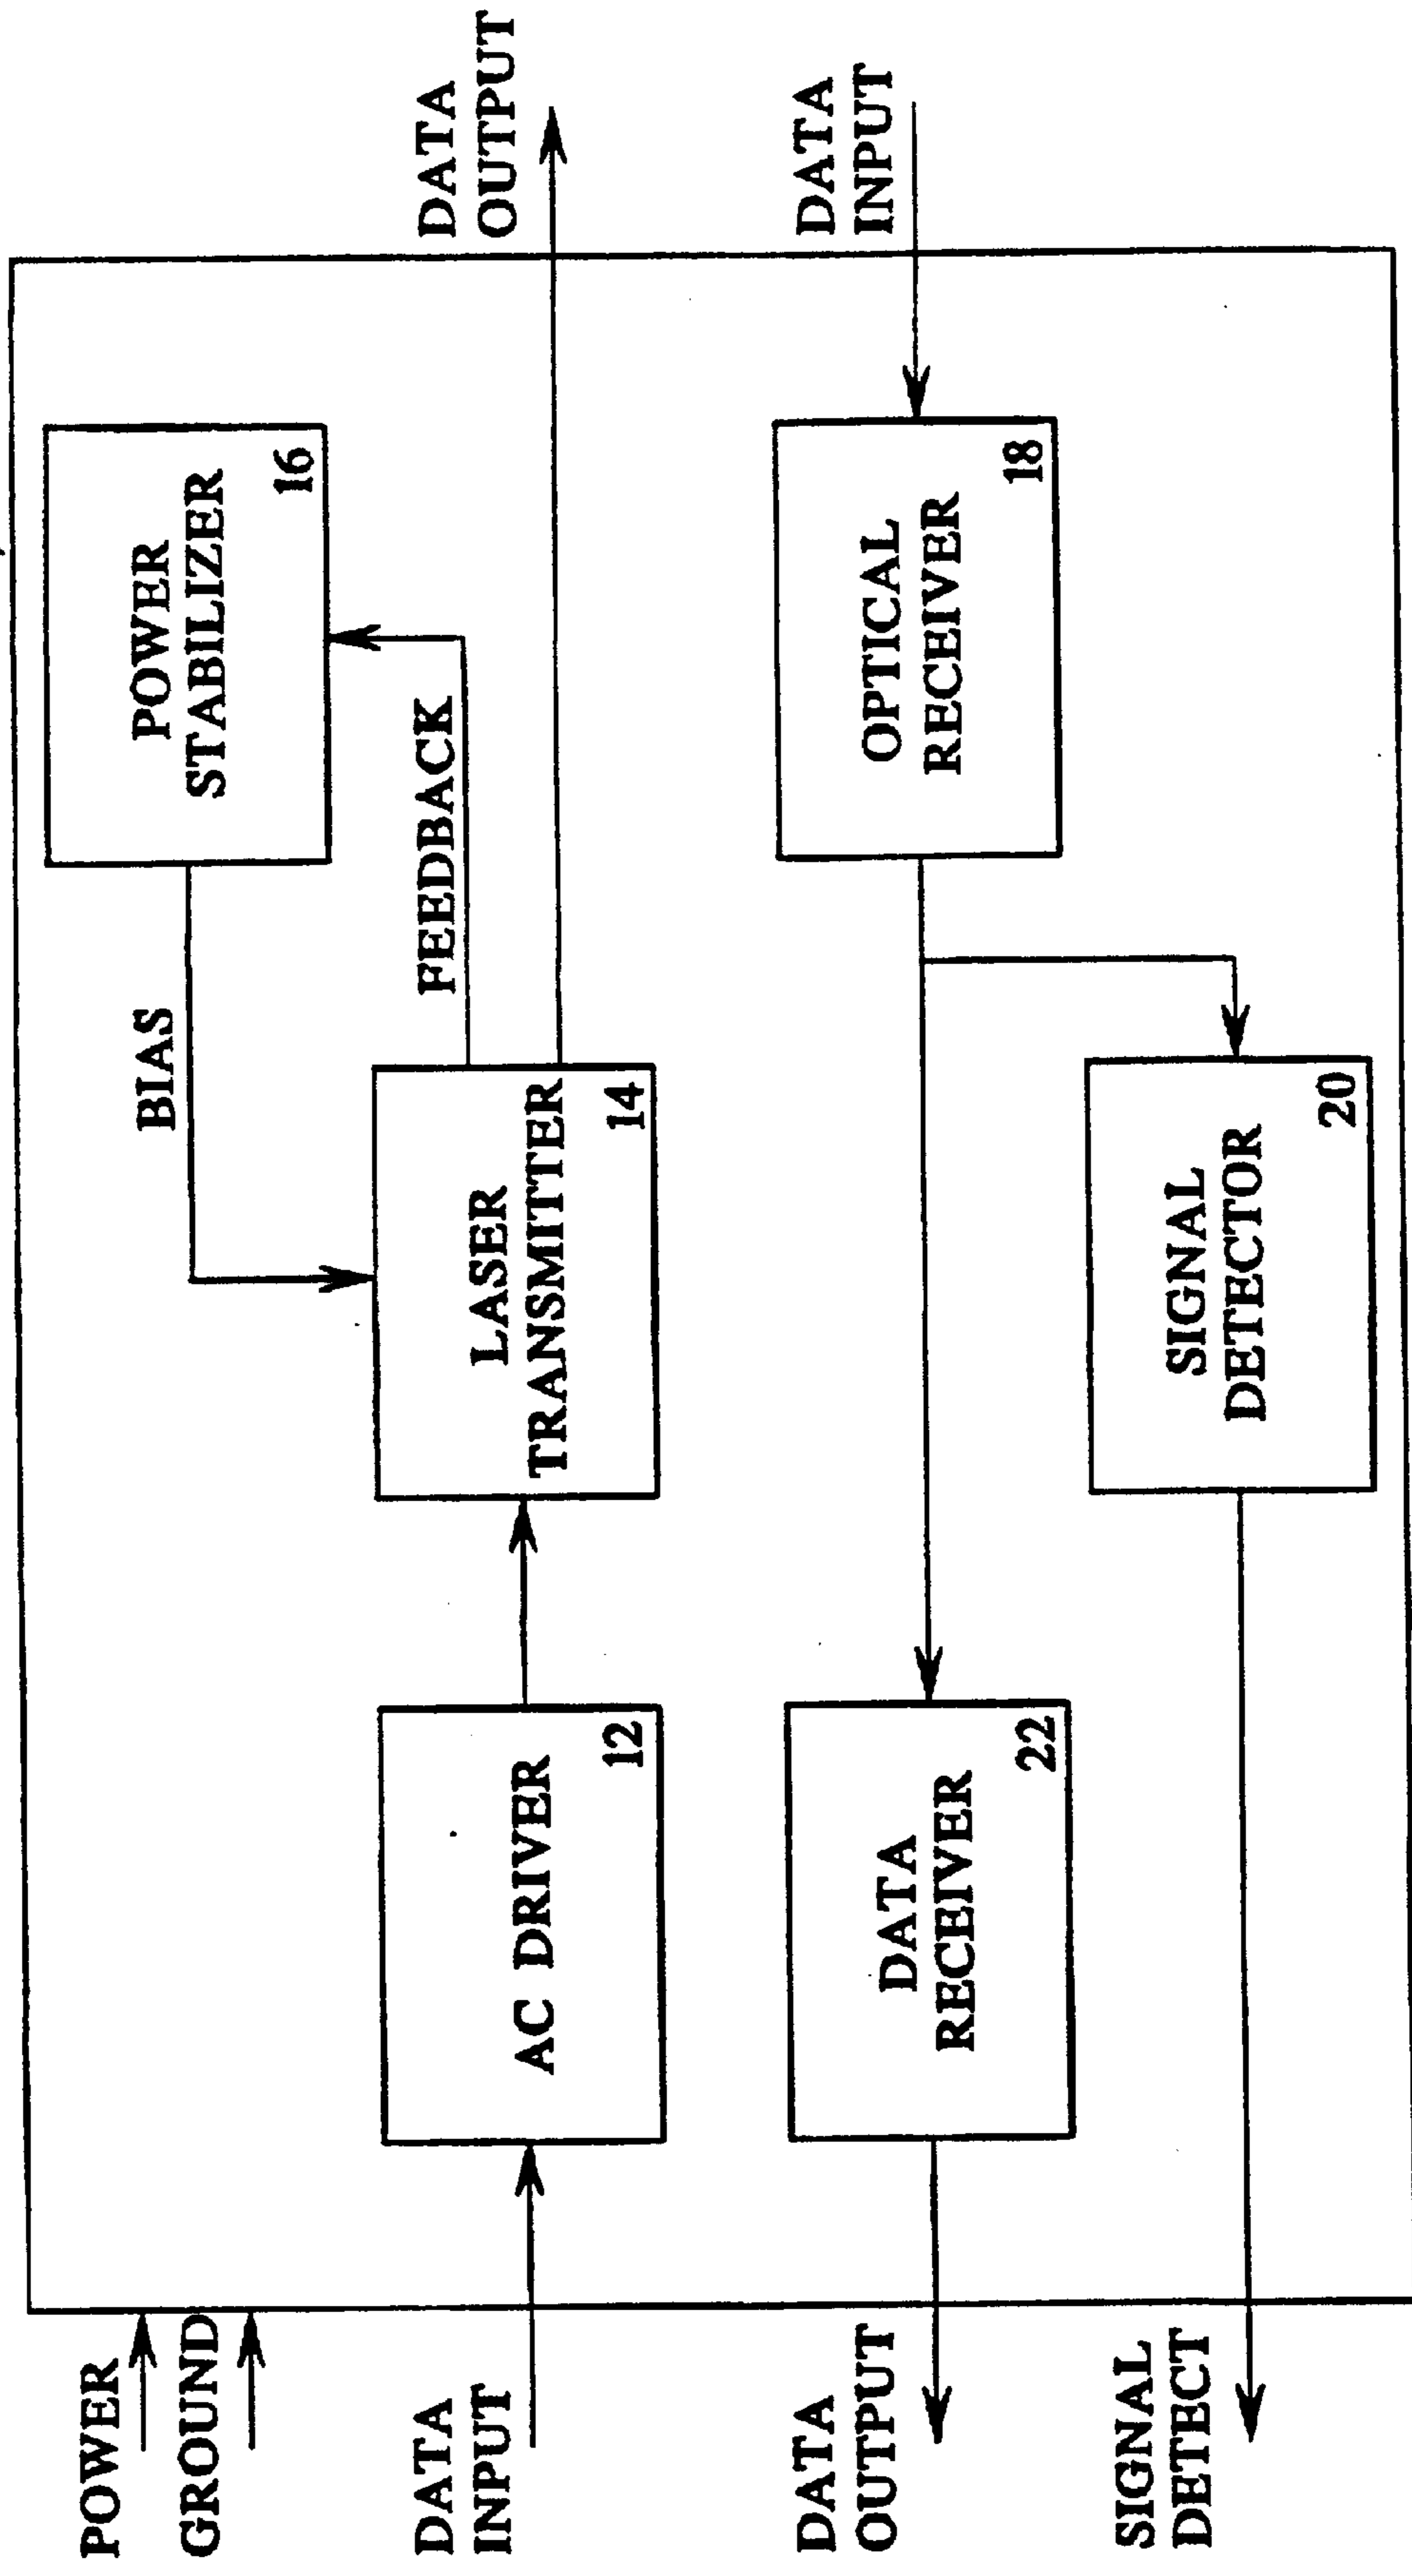 POWER
GROUND
DATA
INPUT
DATA
OUTPUT
SIGNAL
DETECT
AC DRIVER
12
DATA
RECEIVER
22
BIAS
LASER
TRANSMITTER
14
FEEDBACK
SIGNAL
DETECTOR
20
POWER
STABILIZER
16
OPTICAL
RECEIVER
18
DATA
OUTPUT
DATA
INPUT